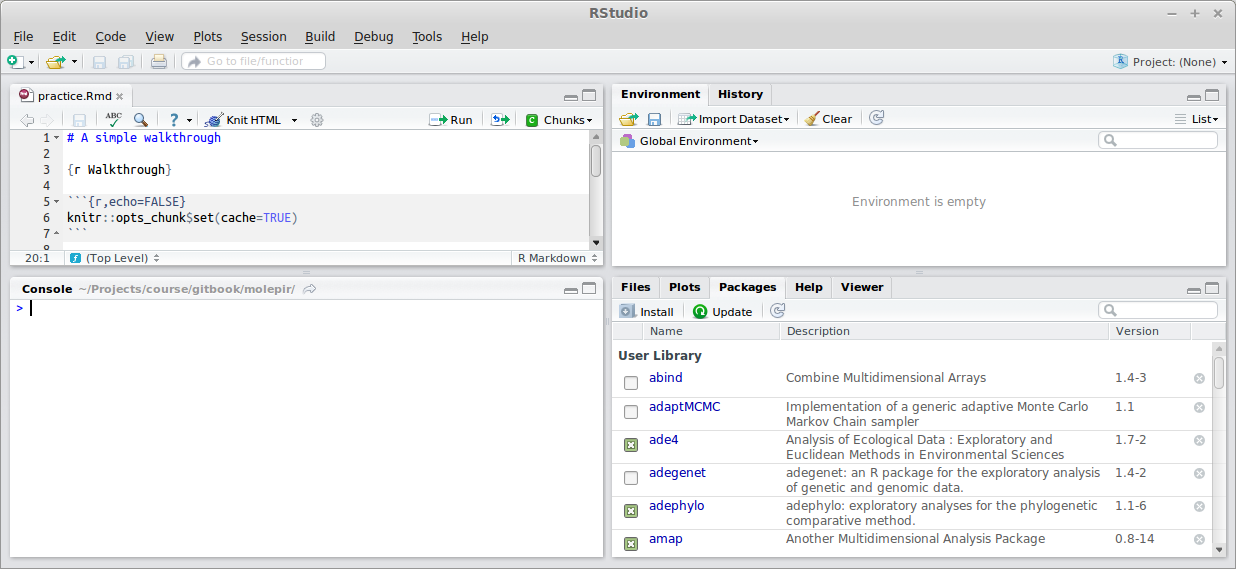 RStudio
File Edit Code View Plots Session Build Debug Tools Help
Go to file/function
Project: (None)
practice.Rmd
ABC ? Knit HTML Run Chunks
1 # A simple walkthrough
2
3 {r Walkthrough}
4
5 ```{r,echo=FALSE}
6 knitr::opts_chunk$set(cache=TRUE)
7 ```
8
20:1 (Top Level) R Markdown
Console ~/Projects/course/gitbook/molepir/
>
Environment History
Import Dataset Clear List
Global Environment
Environment is empty
Files Plots Packages Help Viewer
Install Update
Name Description Version
User Library
abind Combine Multidimensional Arrays 1.4-3
adaptMCMC Implementation of a generic adaptive Monte Carlo 1.1
Markov Chain sampler
ade4 Analysis of Ecological Data : Exploratory and 1.7-2
Euclidean Methods in Environmental Sciences
adegenet adegenet: an R package for the exploratory analysis 1.4-2
of genetic and genomic data.
adephylo adephylo: exploratory analyses for the phylogenetic 1.1-6
comparative method.
amap Another Multidimensional Analysis Package 0.8-14